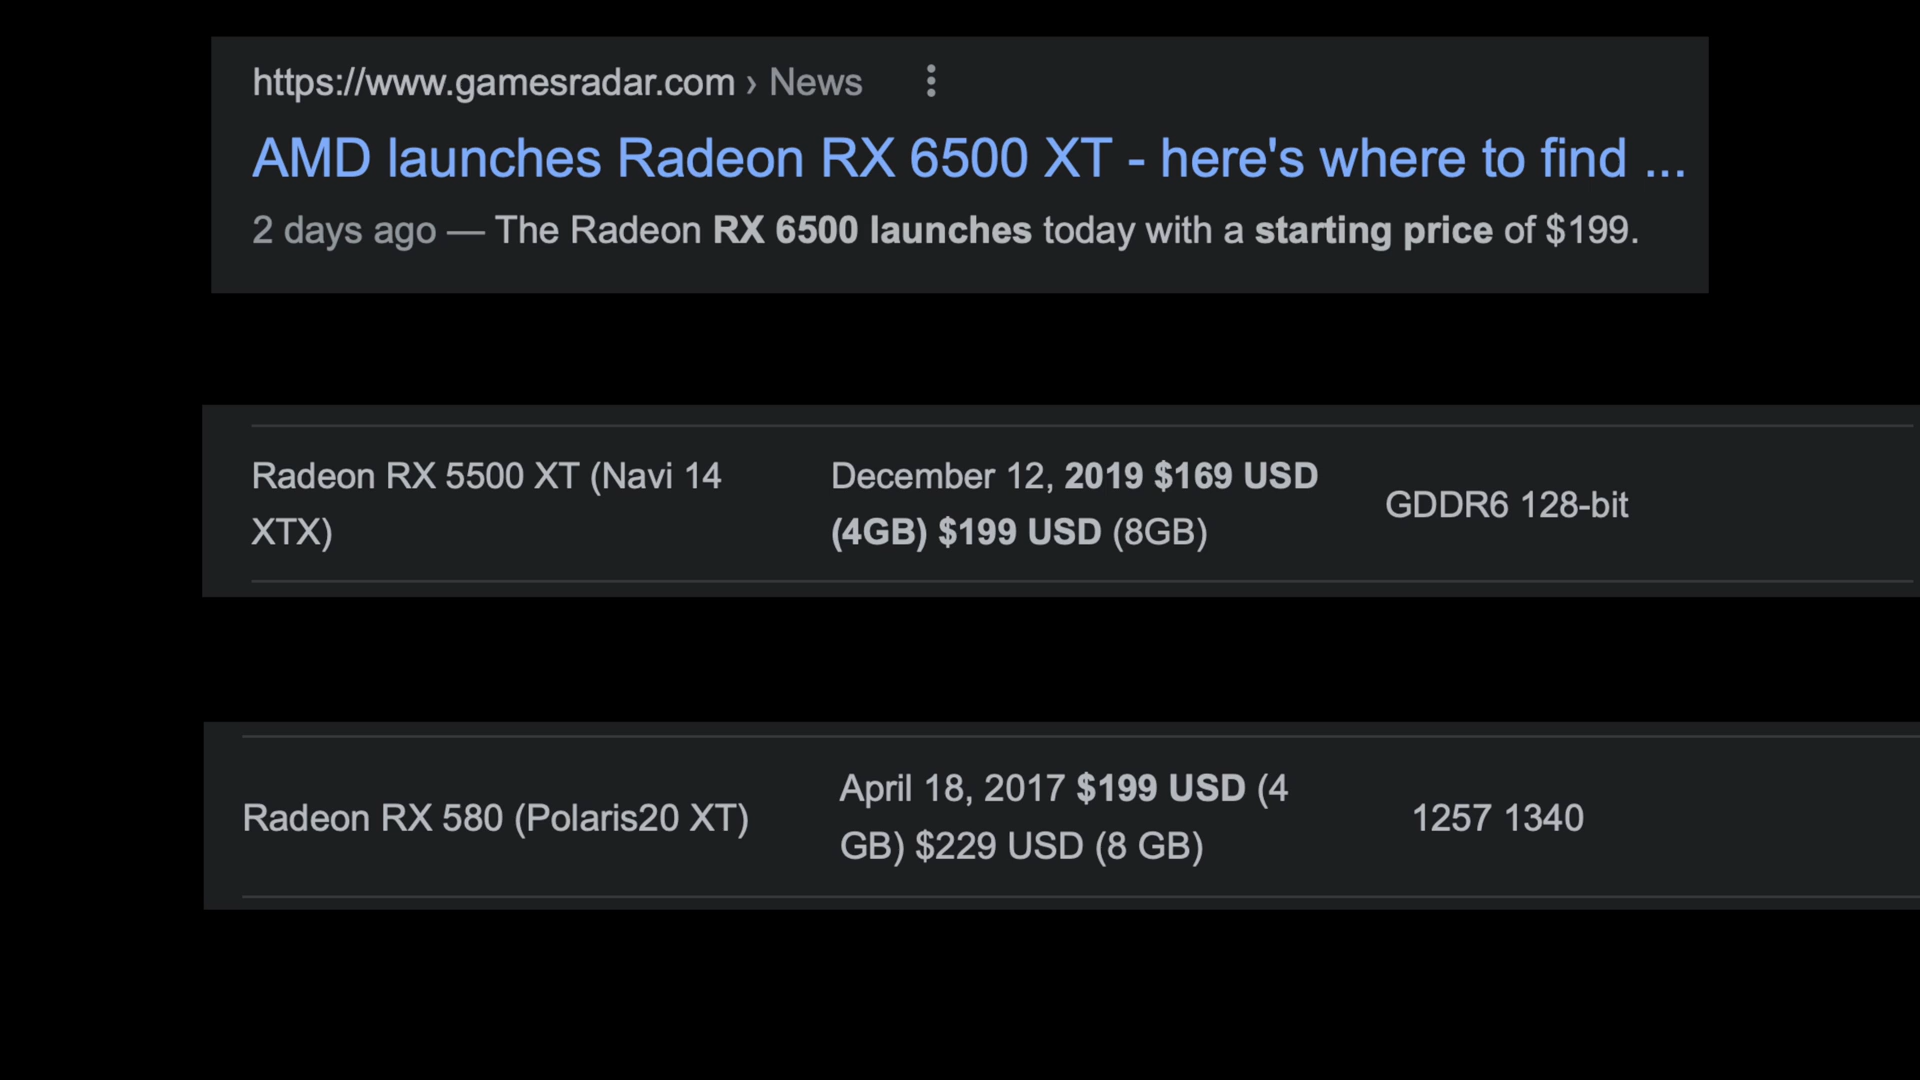 https://www.gamesradar.com › News
AMD launches Radeon RX 6500 XT - here's where to find ...
2 days ago — The Radeon RX 6500 launches today with a starting price of $199.
Radeon RX 5500 XT (Navi 14
XTX)
December 12, 2019 $169 USD
(4GB) $199 USD (8GB)
GDDR6 128-bit
Radeon RX 580 (Polaris20 XT)
April 18, 2017 $199 USD (4
GB) $229 USD (8 GB)
1257 1340